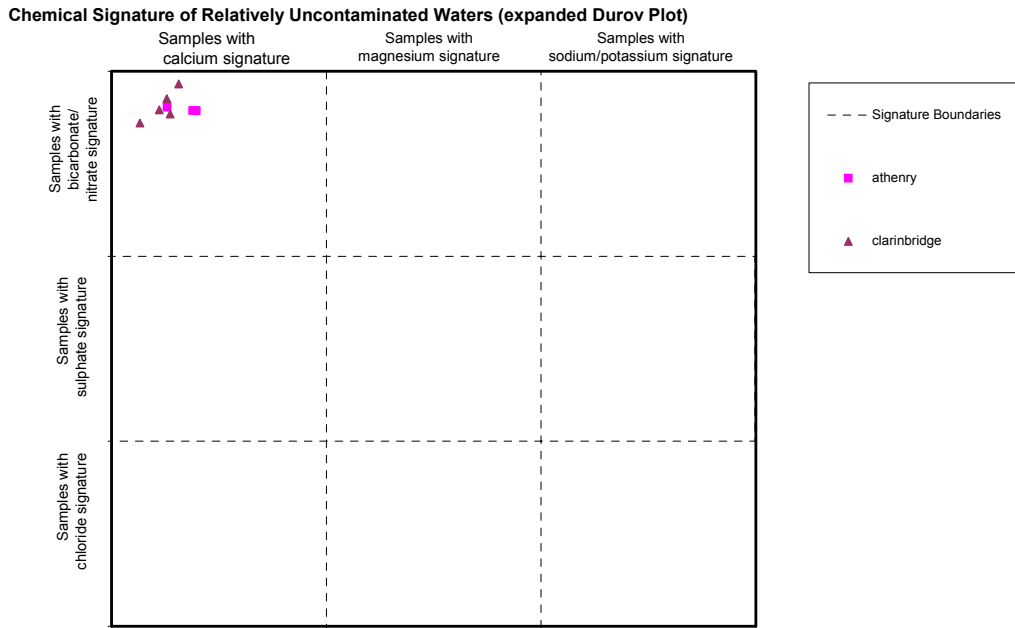 Chemical Signature of Relatively Uncontaminated Waters (expanded Durov Plot)
Samples with
calcium signature
Samples with
magnesium signature
Samples with
sodium/potassium signature
Samples with
bicarbonate/
nitrate signature
Samples with
sulphate signature
Samples with
chloride signature
Signature Boundaries
athenry
clarinbridge